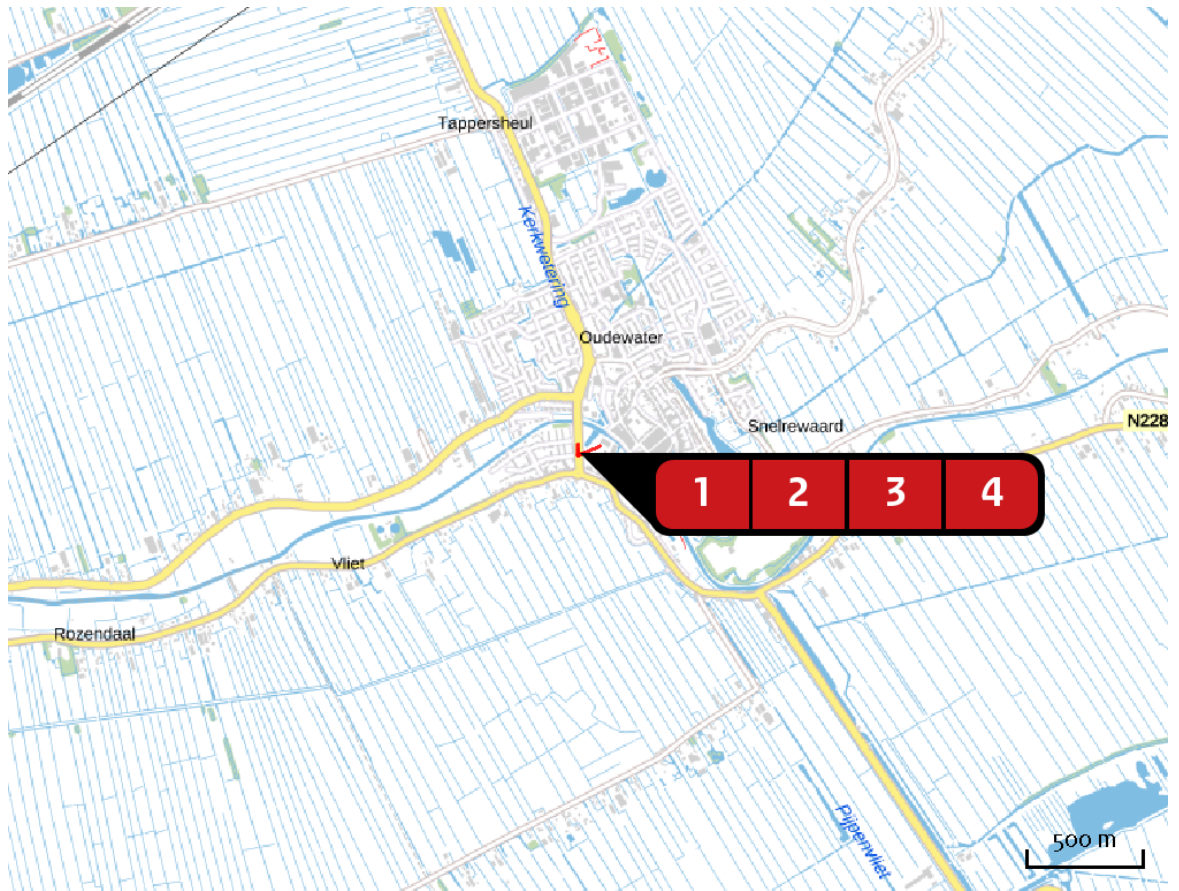 Tappersheul
Kerkwetering
Oudewater
N228
Snelrewaard
1 2 3 4
Vliet
Rozendaal
Pijpenvliet
500 m